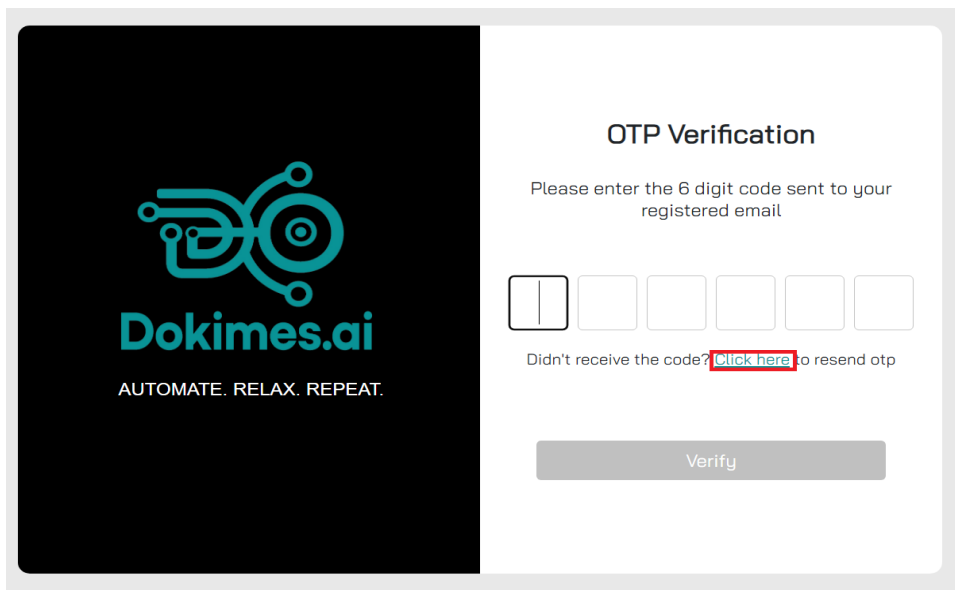 Dokimes.ai
AUTOMATE. RELAX. REPEAT.
OTP Verification
Please enter the 6 digit code sent to your
registered email
Didn't receive the code? Click here to resend otp
Verify